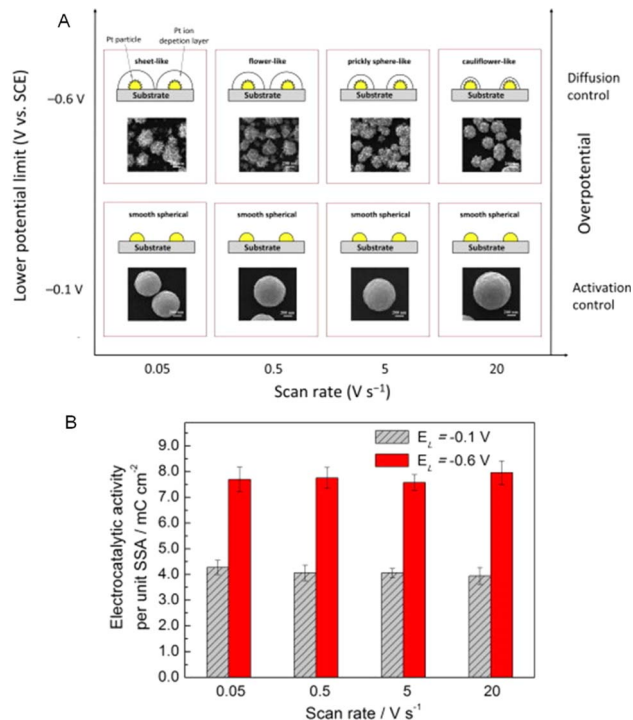 A
Pt particle
Pt ion
depetion layer
sheet-like
flower-like
prickly sphere-like
cauliflower-like
Substrate
Substrate
Substrate
Substrate
Diffusion
control
−0.6 V
Lower potential limit (V vs. SCE)
Overpotential
smooth spherical
smooth spherical
smooth spherical
smooth spherical
Substrate
Substrate
Substrate
Substrate
−0.1 V
Activation
control
0.05
0.5
5
20
Scan rate (V s⁻¹)
B
E_L = -0.1 V
E_L = -0.6 V
Electrocatalytic activity
per unit SSA / mC cm⁻²
9.0
8.0
7.0
6.0
5.0
4.0
3.0
2.0
1.0
0.0
0.05
0.5
5
20
Scan rate / V s⁻¹